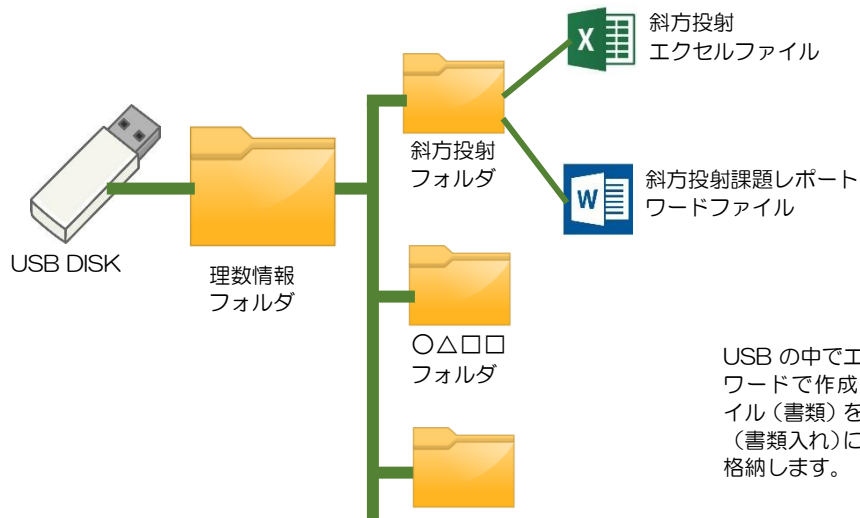 斜方投射
エクセルファイル
斜方投射
フォルダ
斜方投射課題レポート
ワードファイル
USB DISK
理数情報
フォルダ
〇△□□
フォルダ
USB の中でエ
ワードで作成
イル（書類）を
（書類入れ）に
格納します。